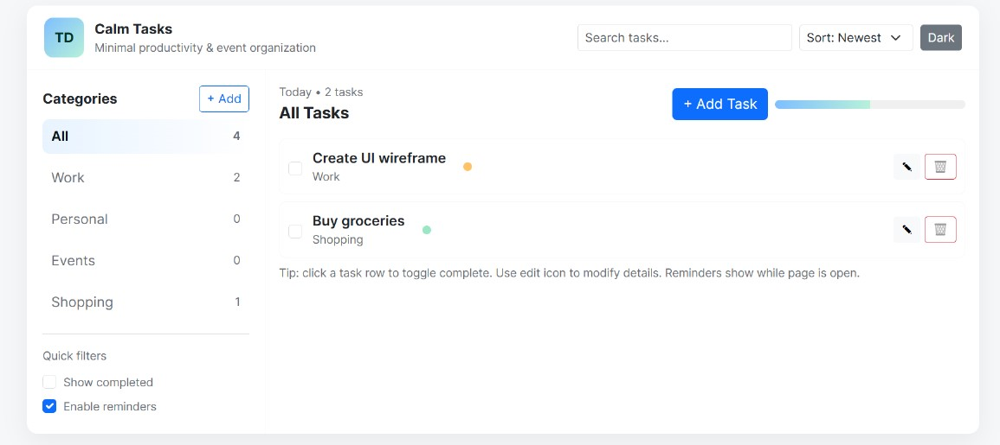 TD
Calm Tasks
Minimal productivity & event organization
Search tasks...
Sort: Newest
Dark
Categories
+ Add
All 4
Work 2
Personal 0
Events 0
Shopping 1
Quick filters
Show completed
Enable reminders
Today • 2 tasks
All Tasks
+ Add Task
Create UI wireframe
Work
Buy groceries
Shopping
Tip: click a task row to toggle complete. Use edit icon to modify details. Reminders show while page is open.